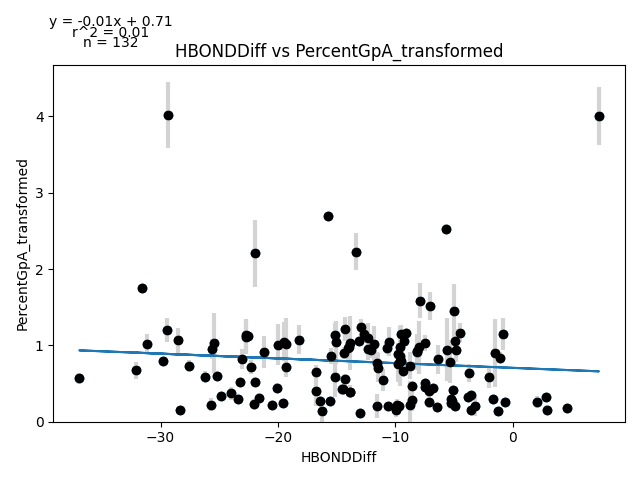 y = -0.01x + 0.71
r^2 = 0.01
n = 132
HBONDDiff vs PercentGpA_transformed
PercentGpA_transformed
4
3
2
1
0
−30
−20
−10
0
HBONDDiff